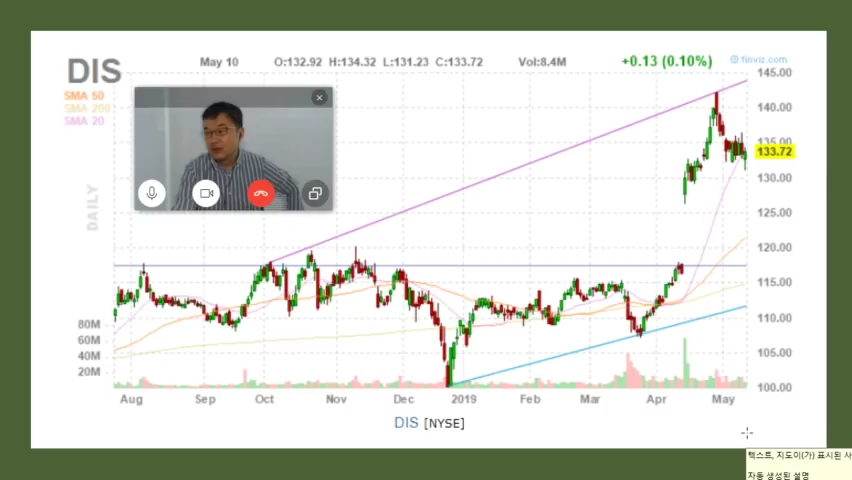 DIS
May 10 O:132.92 H:134.32 L:131.23 C:133.72 Vol:8.4M +0.13 (0.10%) finviz.com
SMA 50
SMA 200
SMA 20
DAILY
145.00
140.00
135.00
133.72
130.00
125.00
120.00
115.00
110.00
105.00
100.00
80M
60M
40M
20M
Aug Sep Oct Nov Dec 2019 Feb Mar Apr May
DIS [NYSE]
텍스트, 지도이(가) 표시된 사
자동 생성된 설명